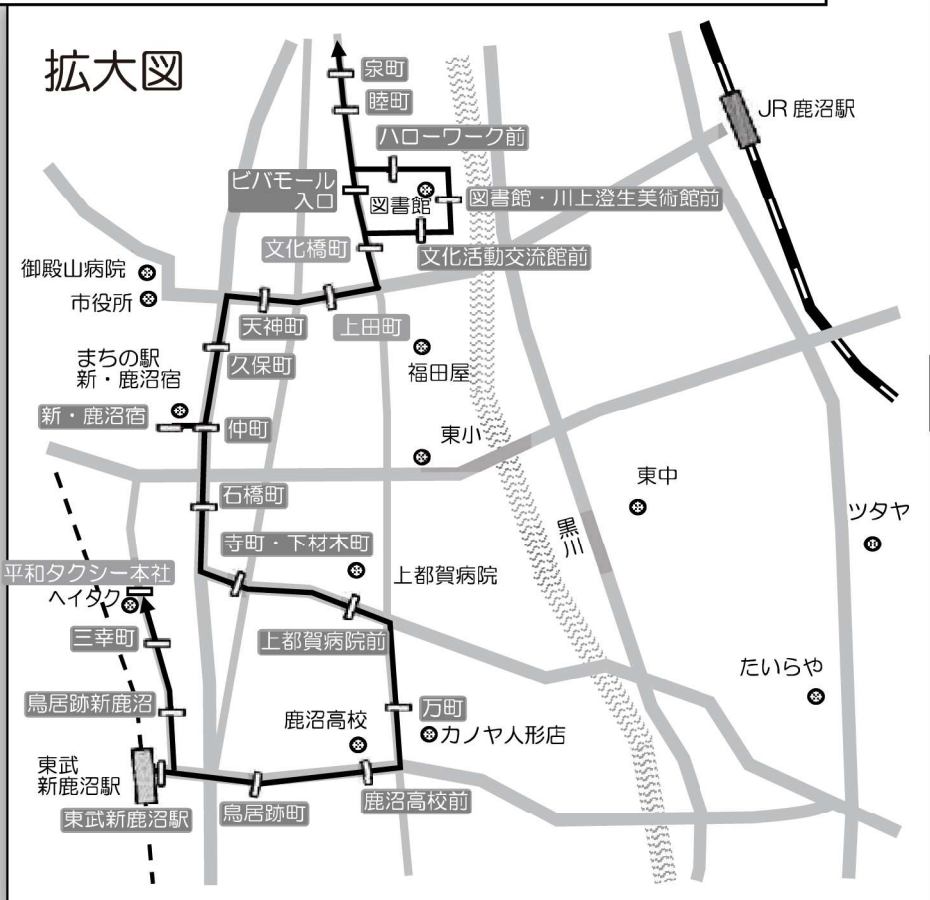 拡大図
泉町
睦町
ハローワーク前
JR 鹿沼駅
ビバモール
入口
図書館
図書館・川上澄生美術館前
文化橋町
文化活動交流館前
御殿山病院
市役所
天神町
上田町
久保町
福田屋
まちの駅
新・鹿沼宿
新・鹿沼宿
仲町
東小
東中
石橋町
ツタヤ
黒川
寺町・下材木町
上都賀病院
平和タクシー本社
ヘイタク
三幸町
上都賀病院前
たいらや
鳥居跡新鹿沼
万町
鹿沼高校
カノヤ人形店
東武
新鹿沼駅
東武新鹿沼駅
鳥居跡町
鹿沼高校前